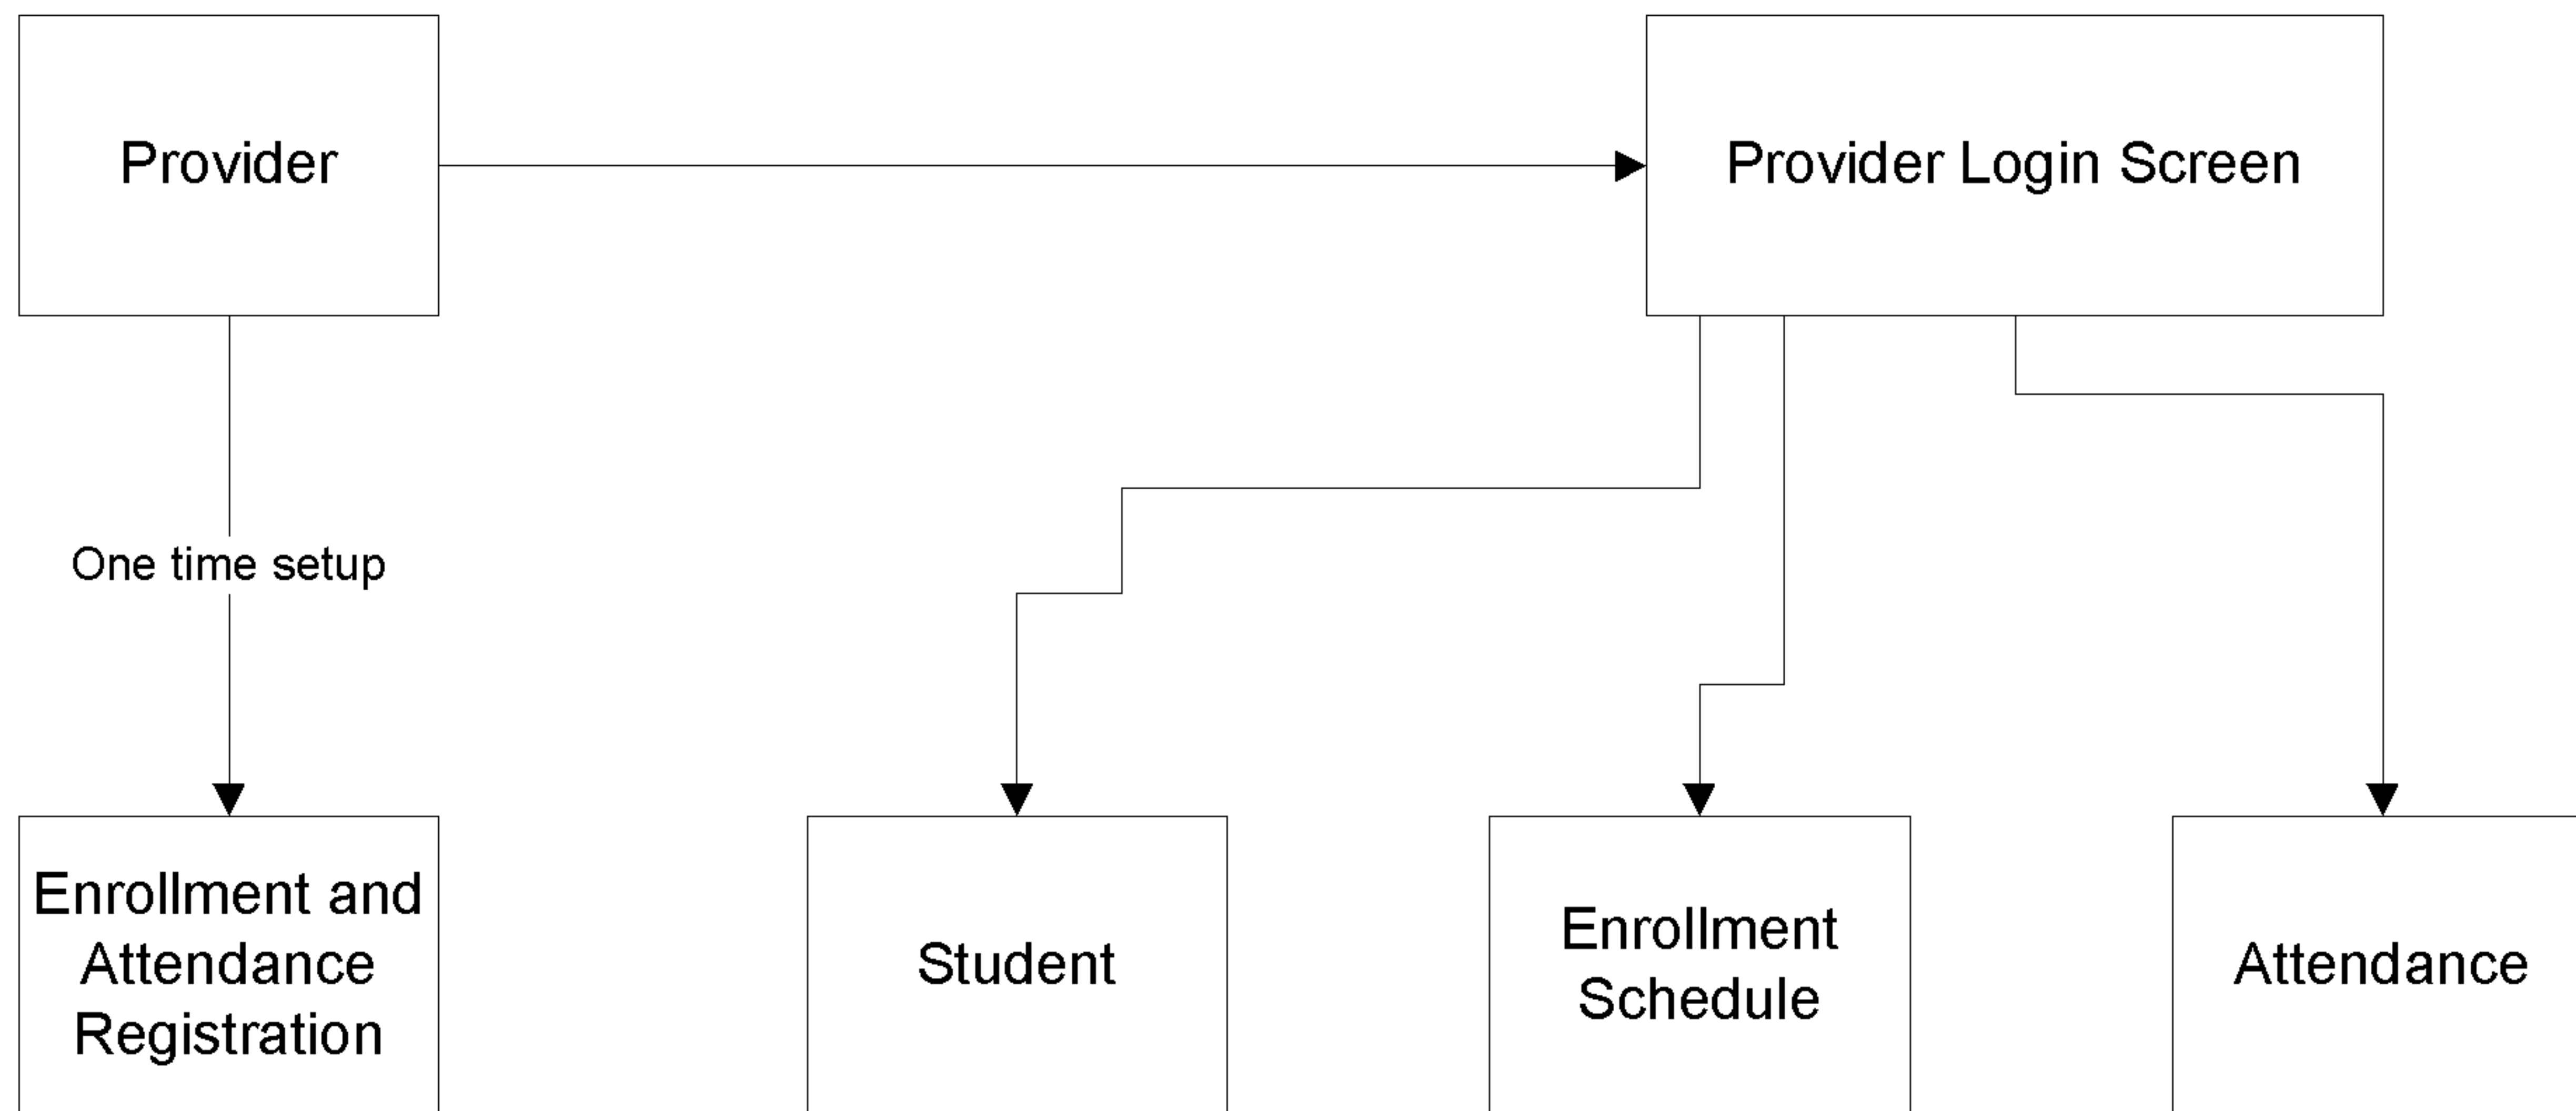 Provider
Provider Login Screen
One time setup
Enrollment and
Attendance
Registration
Student
Enrollment
Schedule
Attendance